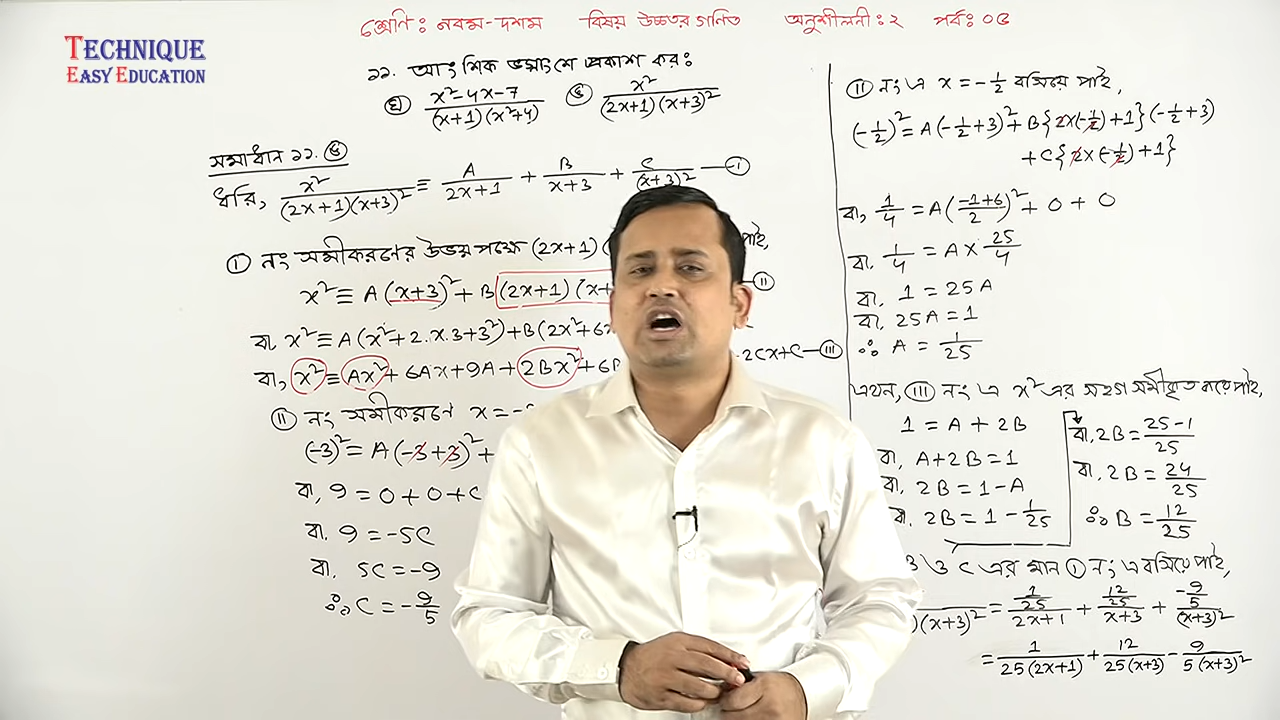 শ্রেণি: নবম-দশম বিষয় উচ্চতর গণিত অনুশীলনী: ২ পর্ব: ০৫
TECHNIQUE
EASY EDUCATION
১১. আংশিক ভগ্নাংশে প্রকাশ কর:
(ঘ) (x²-4x-7)/((x+1)(x²+4)) (ঙ) x²/((2x+1)(x+3)²)
সমাধান ১১. (ঙ)
ধরি, x²/((2x+1)(x+3)²) ≡ A/(2x+1) + B/(x+3) + C/(x+3)² —(I)
(I) নং সমীকরণের উভয় পক্ষে (2x+1) পাই,
x² ≡ A(x+3)² + B(2x+1)(x+ —(II)
বা, x² ≡ A(x²+2.x.3+3²)+B(2x²+6x
বা, x² ≡ Ax²+6Ax+9A+2Bx²+6B 2Cx+C—(III)
(II) নং সমীকরণে x = -3
(-3)² = A(-3+3)² +
বা, 9 = 0+0+C
বা, 9 = -5C
বা, 5C = -9
∴ C = -9/5
(II) নং এ x = -1/2 বসিয়ে পাই,
(-1/2)² = A(-1/2+3)² + B{2×(-1/2)+1}(-1/2+3)
+ C{2×(-1/2)+1}
বা, 1/4 = A((-1+6)/2)² + 0 + 0
বা, 1/4 = A × 25/4
বা, 1 = 25A
বা, 25A = 1
∴ A = 1/25
এখন, (III) নং এ x² এর সহগ সমীকৃত করে পাই,
1 = A + 2B
বা, A+2B = 1
বা, 2B = 1-A
বা, 2B = 1 - 1/25
বা, 2B = (25-1)/25
বা, 2B = 24/25
∴ B = 12/25
B ও C এর মান (I) নং এ বসিয়ে পাই,
)(x+3)² = (1/25)/(2x+1) + (12/25)/(x+3) + (-9/5)/(x+3)²
= 1/(25(2x+1)) + 12/(25(x+3)) - 9/(5(x+3)²)